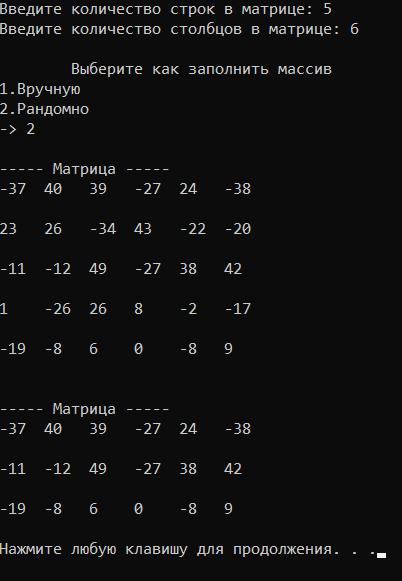 Введите количество строк в матрице: 5
Введите количество столбцов в матрице: 6
Выберите как заполнить массив
1.Вручную
2.Рандомно
-> 2
----- Матрица -----
-37 40 39 -27 24 -38
23 26 -34 43 -22 -20
-11 -12 49 -27 38 42
1 -26 26 8 -2 -17
-19 -8 6 0 -8 9
----- Матрица -----
-37 40 39 -27 24 -38
-11 -12 49 -27 38 42
-19 -8 6 0 -8 9
Нажмите любую клавишу для продолжения. . .